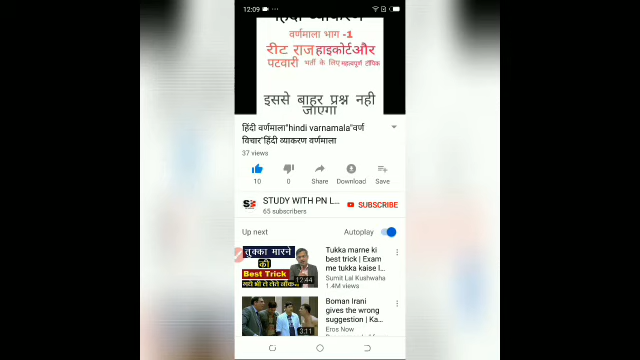 12:09
हिंदी व्याकरण
वर्णमाला भाग -1
रीट राज हाइकोर्ट और
पटवारी भर्ती के लिए महत्वपूर्ण टॉपिक
इससे बाहर प्रश्न नही
जाएगा
हिंदी वर्णमाला"hindi varnamala"वर्ण
विचार"हिंदी व्याकरण वर्णमाला
37 views
10 0 Share Download Save
STUDY WITH PN L... SUBSCRIBE
65 subscribers
Up next Autoplay
तुक्का मारने
की
Best Trick
12:44
Tukka marne ki
best trick | Exam
me tukka kaise l...
Sumit Lal Kushwaha
1.4M views
3:11
Boman Irani
gives the wrong
suggestion | Ka...
Eros Now